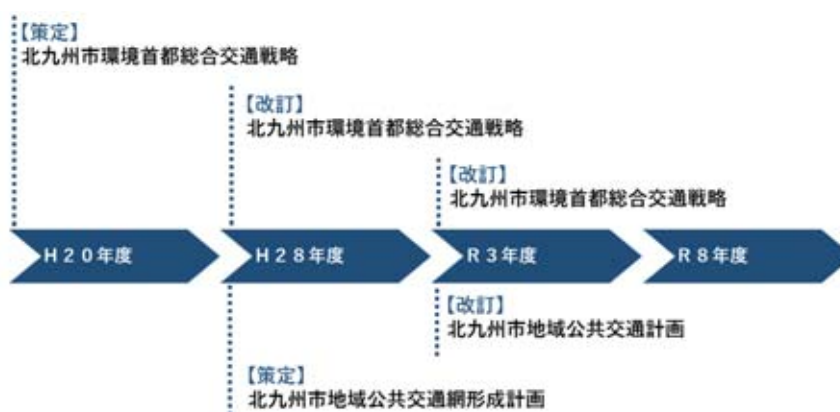 【策定】
北九州市環境首都総合交通戦略
【改訂】
北九州市環境首都総合交通戦略
【改訂】
北九州市環境首都総合交通戦略
H20年度
H28年度
R3年度
R8年度
【改訂】
北九州市地域公共交通計画
【策定】
北九州市地域公共交通網形成計画